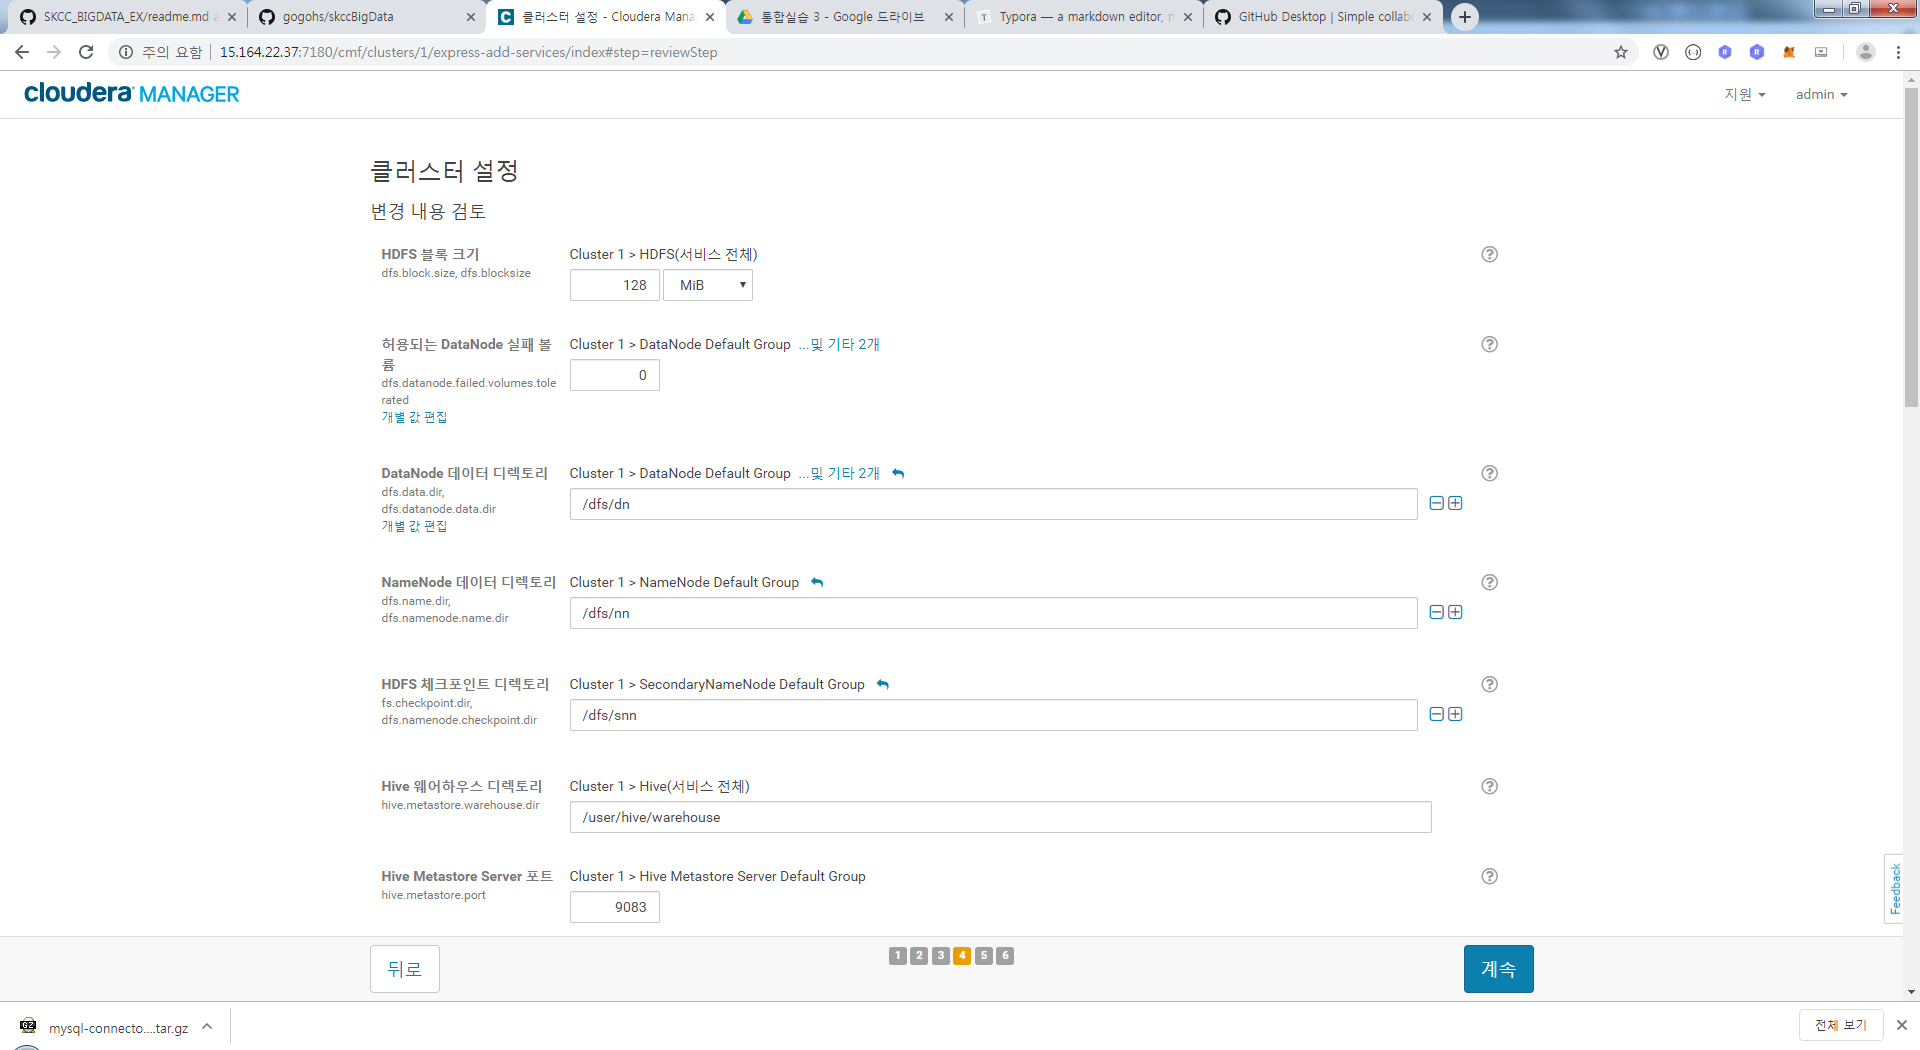 SKCC_BIGDATA_EX/readme.md
gogohs/skccBigData
클러스터 설정 - Cloudera Mana
통합실습 3 - Google 드라이브
Typora — a markdown editor,
GitHub Desktop | Simple collab
주의 요함
15.164.22.37:7180/cmf/clusters/1/express-add-services/index#step=reviewStep
cloudera MANAGER
지원
admin
클러스터 설정
변경 내용 검토
HDFS 블록 크기
dfs.block.size, dfs.blocksize
Cluster 1 > HDFS(서비스 전체)
128
MiB
허용되는 DataNode 실패 볼
륨
dfs.datanode.failed.volumes.tole
rated
개별 값 편집
Cluster 1 > DataNode Default Group ...및 기타 2개
0
DataNode 데이터 디렉토리
dfs.data.dir,
dfs.datanode.data.dir
개별 값 편집
Cluster 1 > DataNode Default Group ...및 기타 2개
/dfs/dn
NameNode 데이터 디렉토리
dfs.name.dir,
dfs.namenode.name.dir
Cluster 1 > NameNode Default Group
/dfs/nn
HDFS 체크포인트 디렉토리
fs.checkpoint.dir,
dfs.namenode.checkpoint.dir
Cluster 1 > SecondaryNameNode Default Group
/dfs/snn
Hive 웨어하우스 디렉토리
hive.metastore.warehouse.dir
Cluster 1 > Hive(서비스 전체)
/user/hive/warehouse
Hive Metastore Server 포트
hive.metastore.port
Cluster 1 > Hive Metastore Server Default Group
9083
Feedback
뒤로
1 2 3 4 5 6
계속
mysql-connecto....tar.gz
전체 보기